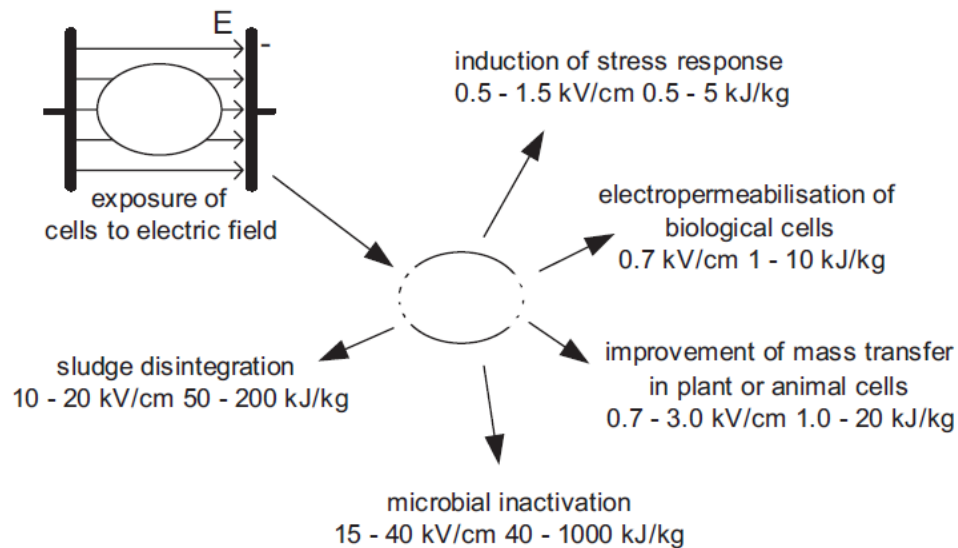 E
-
exposure of
cells to electric field
induction of stress response
0.5 - 1.5 kV/cm 0.5 - 5 kJ/kg
electropermeabilisation of
biological cells
0.7 kV/cm 1 - 10 kJ/kg
improvement of mass transfer
in plant or animal cells
0.7 - 3.0 kV/cm 1.0 - 20 kJ/kg
sludge disintegration
10 - 20 kV/cm 50 - 200 kJ/kg
microbial inactivation
15 - 40 kV/cm 40 - 1000 kJ/kg